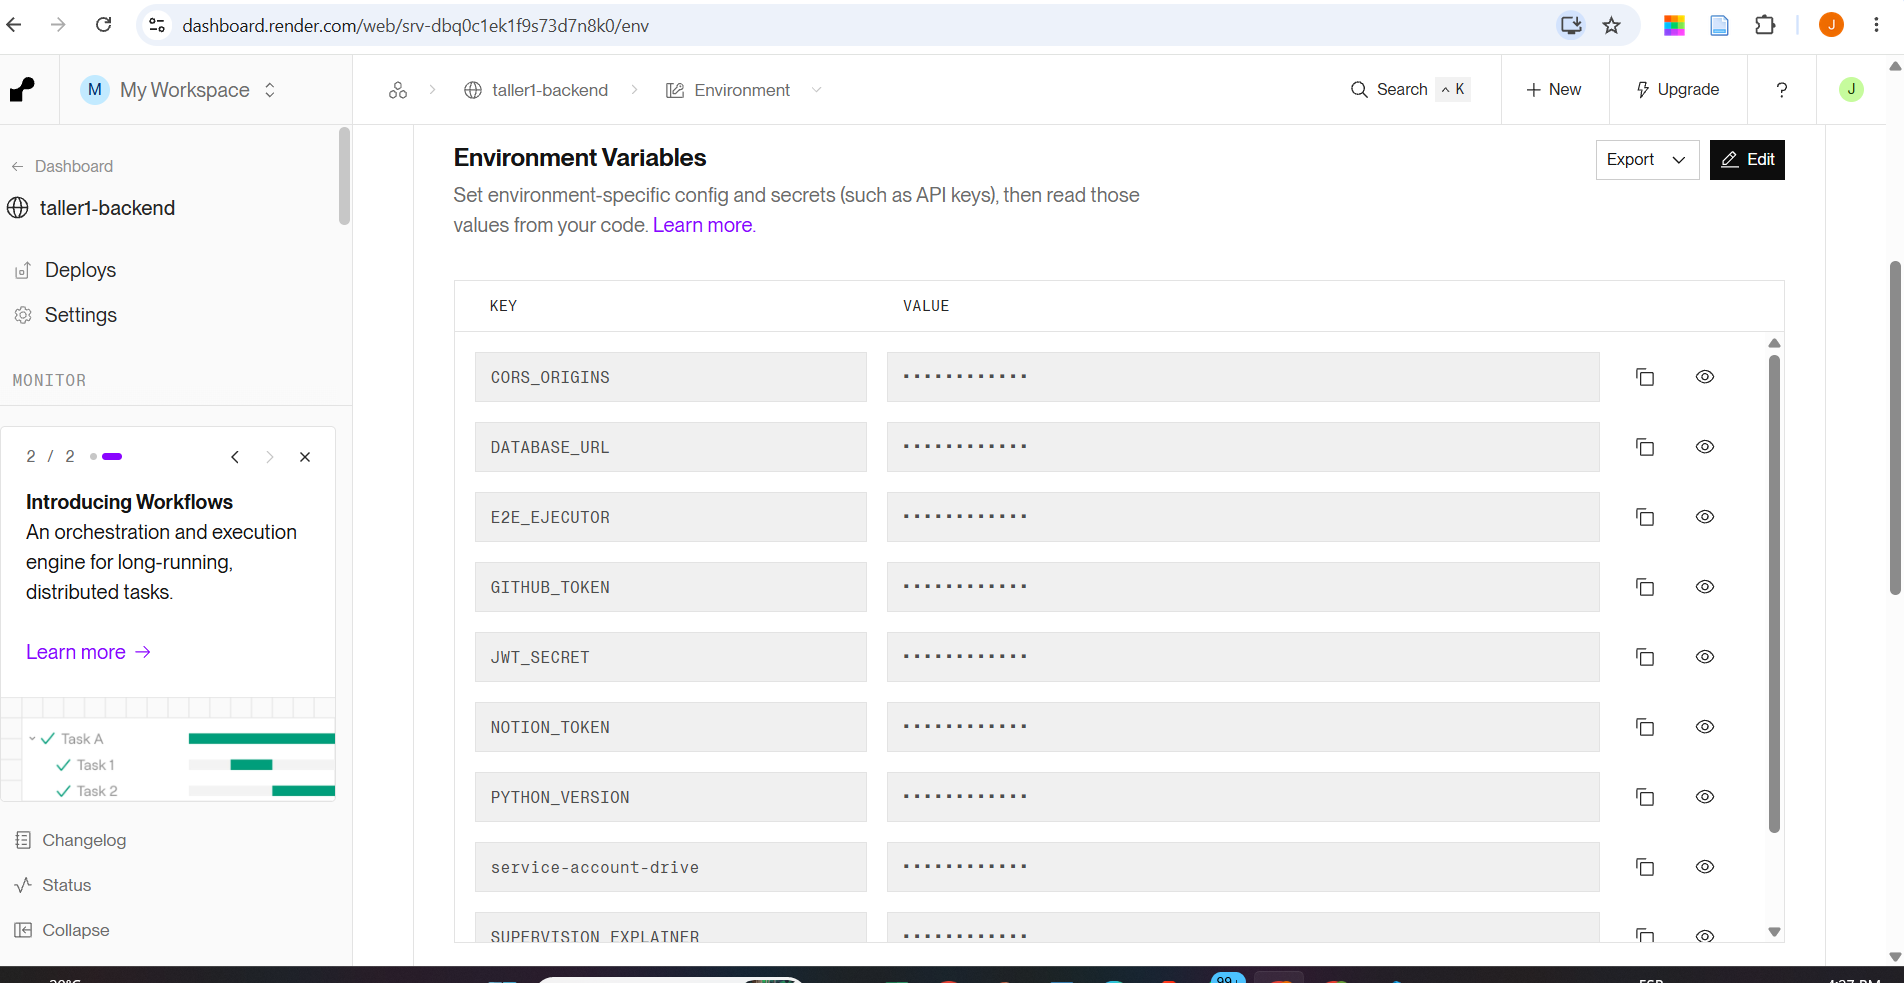 dashboard.render.com/web/srv-dbq0c1ek1f9s73d7n8k0/env
J
M My Workspace
taller1-backend
Environment
Search ^ K
+ New
Upgrade
?
J
← Dashboard
taller1-backend
Deploys
Settings
MONITOR
2 / 2
Introducing Workflows
An orchestration and execution
engine for long-running,
distributed tasks.
Learn more →
Task A
Task 1
Task 2
Changelog
Status
Collapse
Environment Variables
Export
Edit
Set environment-specific config and secrets (such as API keys), then read those
values from your code. Learn more.
KEY VALUE
CORS_ORIGINS ············
DATABASE_URL ············
E2E_EJECUTOR ············
GITHUB_TOKEN ············
JWT_SECRET ············
NOTION_TOKEN ············
PYTHON_VERSION ············
service-account-drive ············
SUPERVISION_EXPLAINER ············